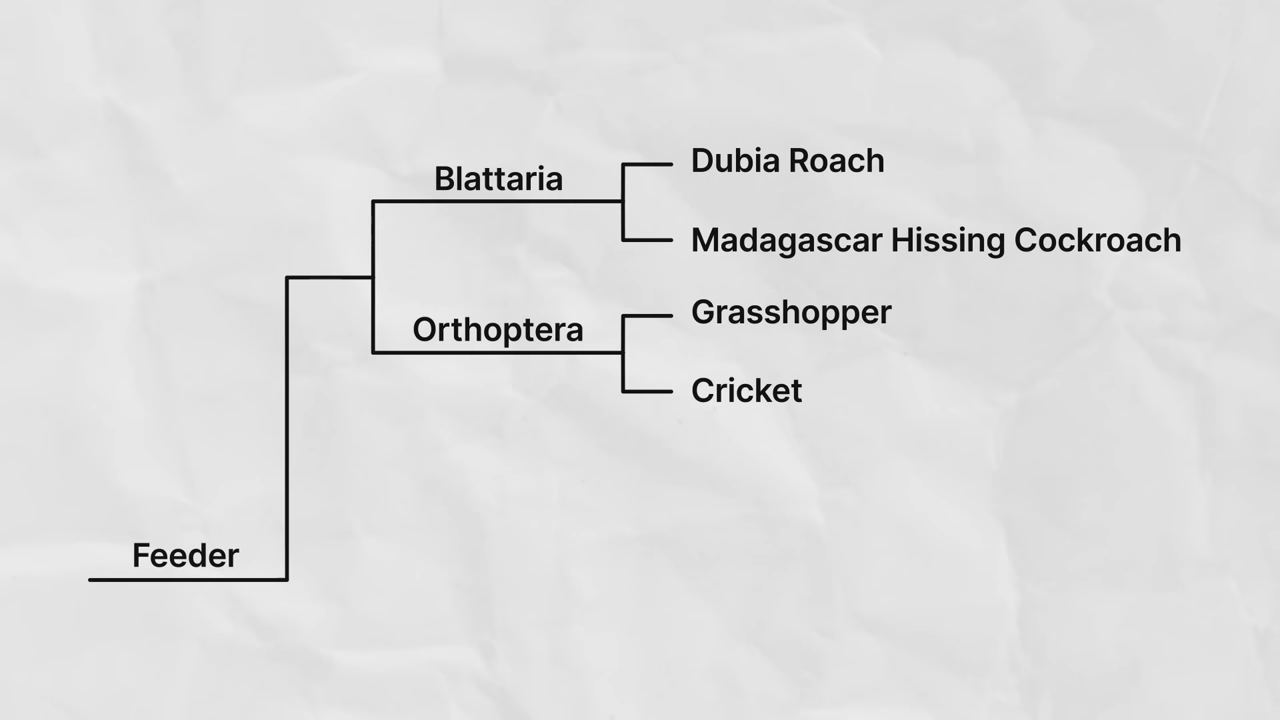 Dubia Roach
Blattaria
Madagascar Hissing Cockroach
Grasshopper
Orthoptera
Cricket
Feeder